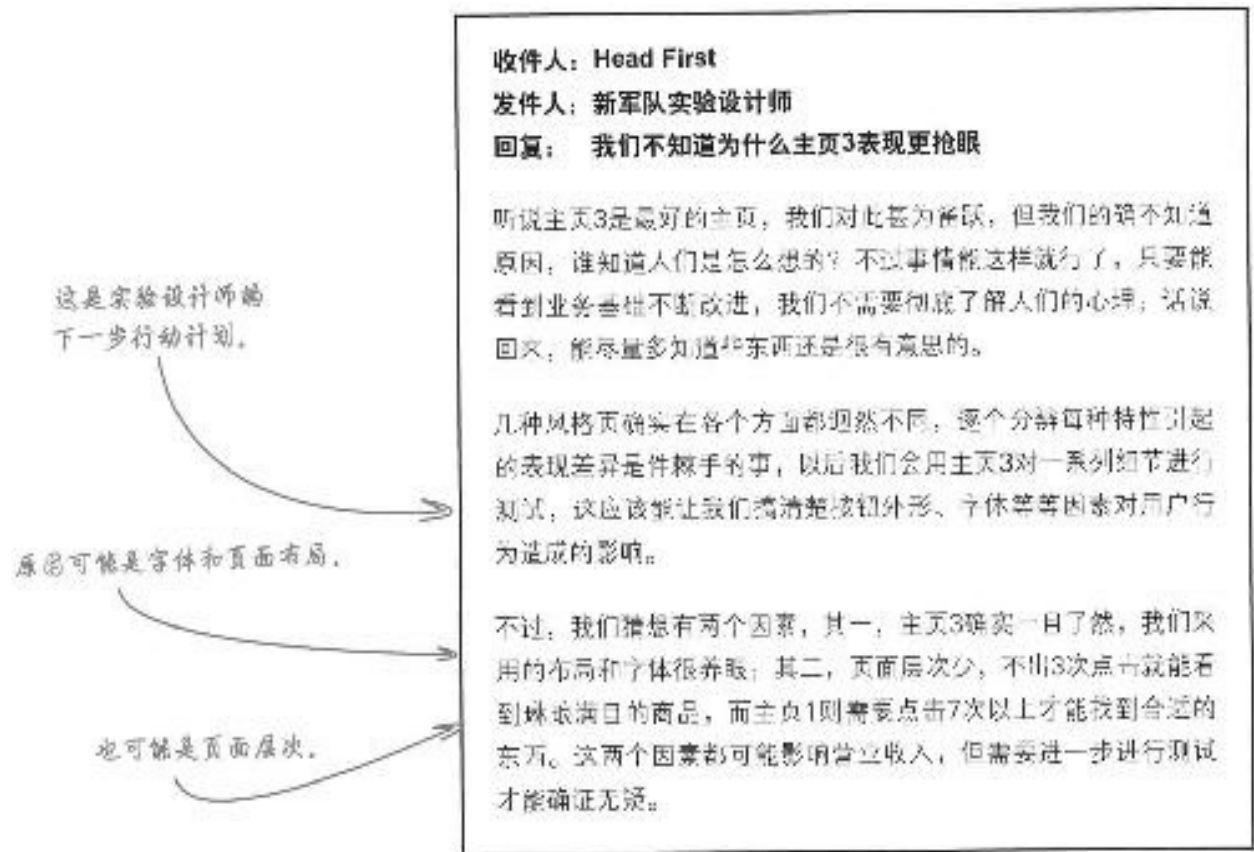 收件人：Head First
发件人：新军队实验设计师
回复： 我们不知道为什么主页3表现更抢眼
听说主页3是最好的主页，我们对此甚为雀跃，但我们的确不知道
原因，谁知道人们是怎么想的？不过事情能这样就行了，只要能
看到业务基础不断改进，我们不需要彻底了解人们的心理；话说
回来，能尽量多知道些东西还是很有意思的。
这是实验设计师的
下一步行动计划。
几种风格页确实在各个方面都迥然不同，逐个分辨每种特性引起
的表现差异是件棘手的事，以后我们会用主页3对一系列细节进行
测试，这应该能让我们搞清楚按钮外形、字体等等因素对用户行
为造成的影响。
原因可能是字体和页面布局。
不过，我们猜想有两个因素，其一，主页3确实一目了然，我们采
用的布局和字体很养眼；其二，页面层次少，不出3次点击就能看
到琳琅满目的商品，而主页1则需要点击7次以上才能找到合适的
东西。这两个因素都可能影响营业收入，但需要进一步进行测试
才能确证无疑。
也可能是页面层次。